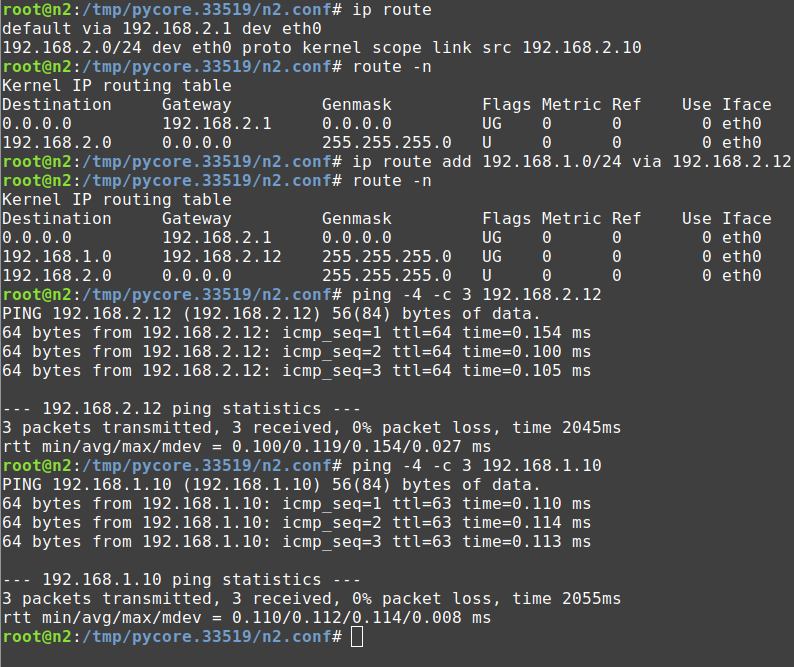 root@n2:/tmp/pycore.33519/n2.conf# ip route
default via 192.168.2.1 dev eth0
192.168.2.0/24 dev eth0 proto kernel scope link src 192.168.2.10
root@n2:/tmp/pycore.33519/n2.conf# route -n
Kernel IP routing table
Destination     Gateway         Genmask         Flags Metric Ref    Use Iface
0.0.0.0         192.168.2.1     0.0.0.0         UG    0      0        0 eth0
192.168.2.0     0.0.0.0         255.255.255.0   U     0      0        0 eth0
root@n2:/tmp/pycore.33519/n2.conf# ip route add 192.168.1.0/24 via 192.168.2.12
root@n2:/tmp/pycore.33519/n2.conf# route -n
Kernel IP routing table
Destination     Gateway         Genmask         Flags Metric Ref    Use Iface
0.0.0.0         192.168.2.1     0.0.0.0         UG    0      0        0 eth0
192.168.1.0     192.168.2.12    255.255.255.0   UG    0      0        0 eth0
192.168.2.0     0.0.0.0         255.255.255.0   U     0      0        0 eth0
root@n2:/tmp/pycore.33519/n2.conf# ping -4 -c 3 192.168.2.12
PING 192.168.2.12 (192.168.2.12) 56(84) bytes of data.
64 bytes from 192.168.2.12: icmp_seq=1 ttl=64 time=0.154 ms
64 bytes from 192.168.2.12: icmp_seq=2 ttl=64 time=0.100 ms
64 bytes from 192.168.2.12: icmp_seq=3 ttl=64 time=0.105 ms

--- 192.168.2.12 ping statistics ---
3 packets transmitted, 3 received, 0% packet loss, time 2045ms
rtt min/avg/max/mdev = 0.100/0.119/0.154/0.027 ms
root@n2:/tmp/pycore.33519/n2.conf# ping -4 -c 3 192.168.1.10
PING 192.168.1.10 (192.168.1.10) 56(84) bytes of data.
64 bytes from 192.168.1.10: icmp_seq=1 ttl=63 time=0.110 ms
64 bytes from 192.168.1.10: icmp_seq=2 ttl=63 time=0.114 ms
64 bytes from 192.168.1.10: icmp_seq=3 ttl=63 time=0.113 ms

--- 192.168.1.10 ping statistics ---
3 packets transmitted, 3 received, 0% packet loss, time 2055ms
rtt min/avg/max/mdev = 0.110/0.112/0.114/0.008 ms
root@n2:/tmp/pycore.33519/n2.conf#